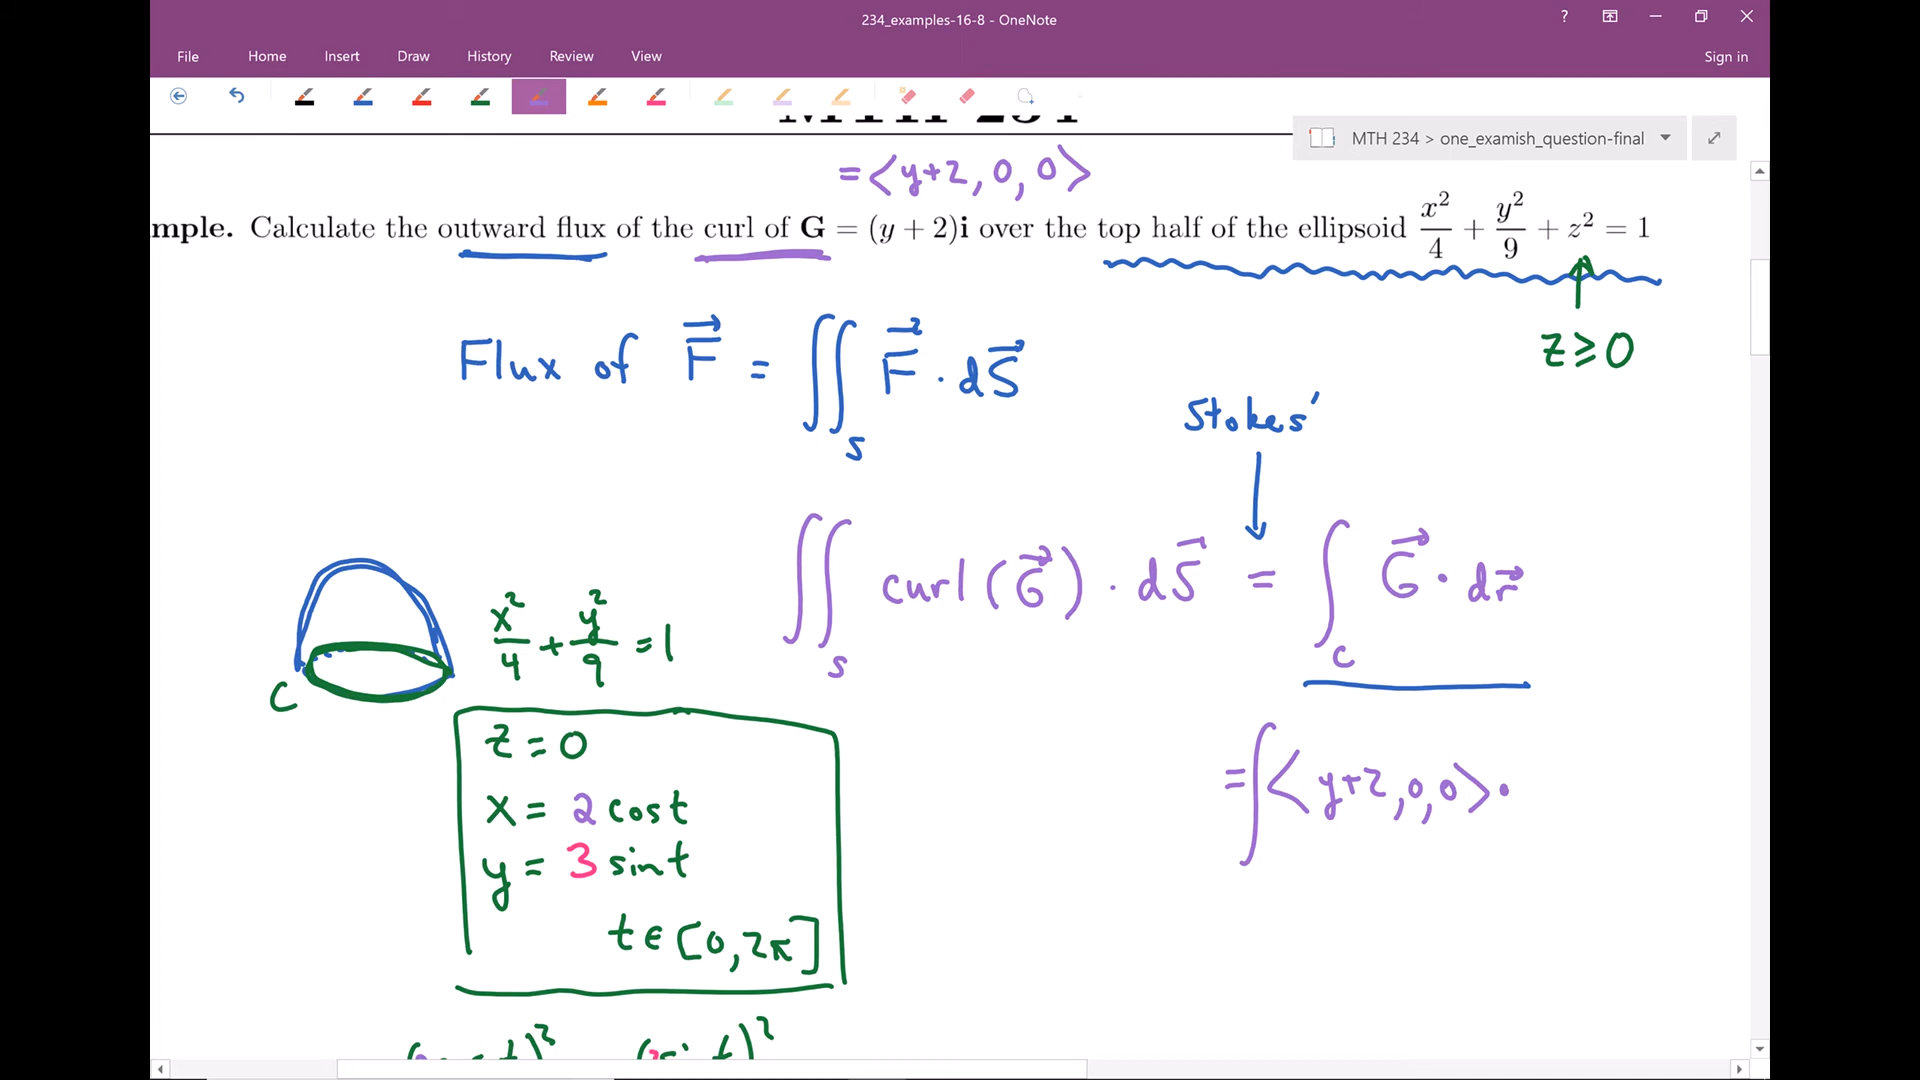 234_examples-16-8 - OneNote
File Home Insert Draw History Review View Sign in
MTH 234 > one_examish_question-final
= <y+2, 0, 0>
mple. Calculate the outward flux of the curl of G = (y + 2)i over the top half of the ellipsoid x²/4 + y²/9 + z² = 1
z ≥ 0
Flux of F⃗ = ∬_S F⃗ · dS⃗
Stokes'
∬_S curl(G⃗) · dS⃗ = ∫_C G⃗ · dr⃗
x²/4 + y²/9 = 1
C
z = 0
= ∫ <y+2, 0, 0> ·
x = 2 cos t
y = 3 sin t
t ∈ [0, 2π]